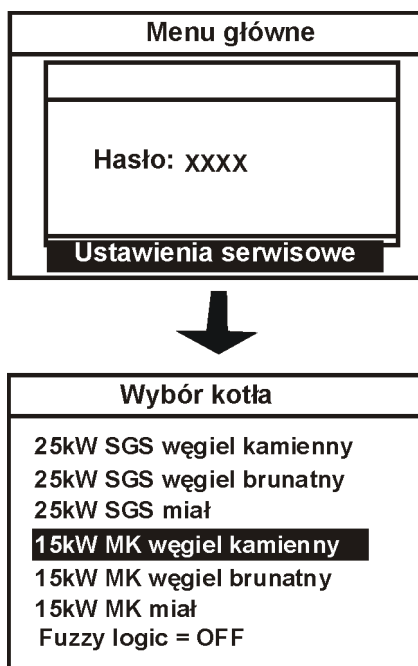 Menu główne
Hasło: XXXX
Ustawienia serwisowe
Wybór kotła
25kW SGS węgiel kamienny
25kW SGS węgiel brunatny
25kW SGS miał
15kW MK węgiel kamienny
15kW MK węgiel brunatny
15kW MK miał
Fuzzy logic = OFF